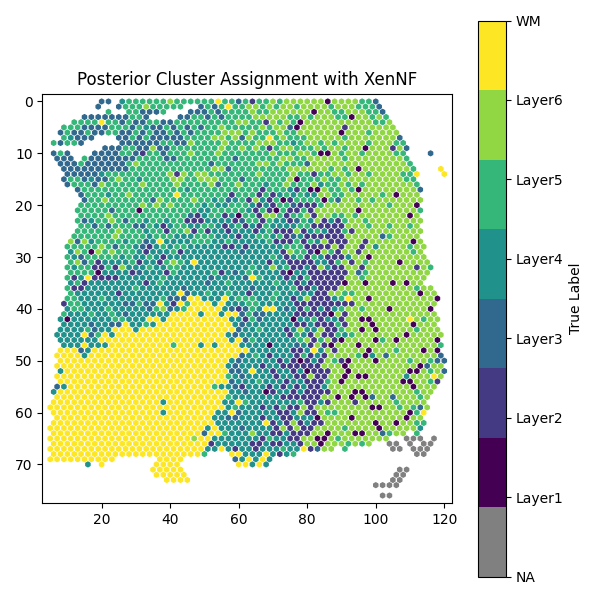 Posterior Cluster Assignment with XenNF
0
10
20
30
40
50
60
70
20
40
60
80
100
120
WM
Layer6
Layer5
Layer4
Layer3
Layer2
Layer1
NA
True Label